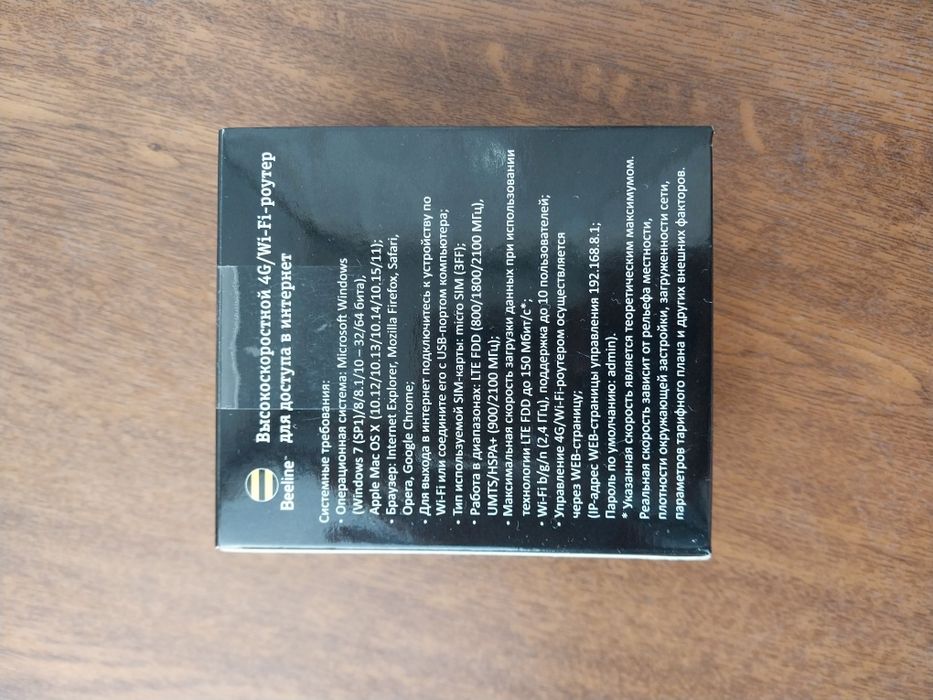 Beeline™
Высокоскоростной 4G/Wi-Fi-роутер
для доступа в интернет
Системные требования:
• Операционная система: Microsoft Windows
(Windows 7 (SP1)/8/8.1/10 – 32/64 бита),
Apple Mac OS X (10.12/10.13/10.14/10.15/11);
• Браузер: Internet Explorer, Mozilla Firefox, Safari,
Opera, Google Chrome;
• Для выхода в интернет подключитесь к устройству по
Wi-Fi или соедините его с USB-портом компьютера;
• Тип используемой SIM-карты: micro SIM (3FF);
• Работа в диапазонах: LTE FDD (800/1800/2100 МГц),
UMTS/HSPA+ (900/2100 МГц);
• Максимальная скорость загрузки данных при использовании
технологии LTE FDD до 150 Мбит/с*;
• Wi-Fi b/g/n (2,4 ГГц), поддержка до 10 пользователей;
• Управление 4G/Wi-Fi-роутером осуществляется
через WEB-страницу;
(IP-адрес WEB-страницы управления 192.168.8.1;
Пароль по умолчанию: admin).
* Указанная скорость является теоретическим максимумом.
Реальная скорость зависит от рельефа местности,
плотности окружающей застройки, загруженности сети,
параметров тарифного плана и других внешних факторов.